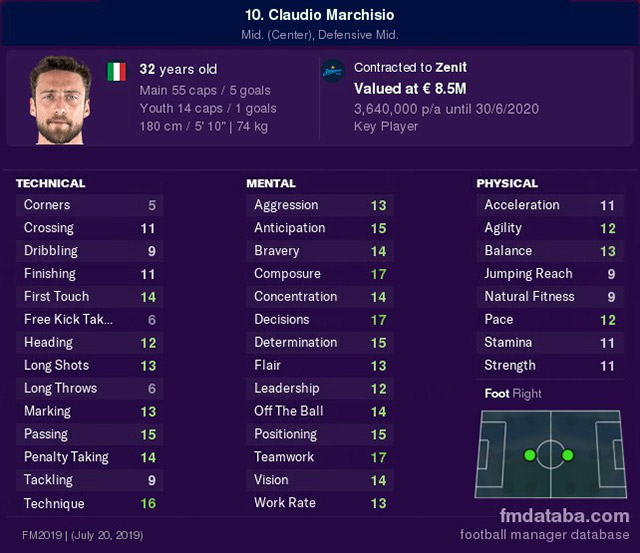 10. Claudio Marchisio
Mid. (Center), Defensive Mid.
32 years old
Main 55 caps / 5 goals
Youth 14 caps / 1 goals
180 cm / 5' 10" | 74 kg
Contracted to Zenit
Valued at € 8.5M
3,640,000 p/a until 30/6/2020
Key Player
TECHNICAL
Corners 5
Crossing 11
Dribbling 9
Finishing 11
First Touch 14
Free Kick Tak... 6
Heading 12
Long Shots 13
Long Throws 6
Marking 13
Passing 15
Penalty Taking 14
Tackling 9
Technique 16
MENTAL
Aggression 13
Anticipation 15
Bravery 14
Composure 17
Concentration 14
Decisions 17
Determination 15
Flair 13
Leadership 12
Off The Ball 14
Positioning 15
Teamwork 17
Vision 14
Work Rate 13
PHYSICAL
Acceleration 11
Agility 12
Balance 13
Jumping Reach 9
Natural Fitness 9
Pace 12
Stamina 11
Strength 11
Foot Right
FM2019 | (July 20, 2019)
fmdataba.com
football manager database